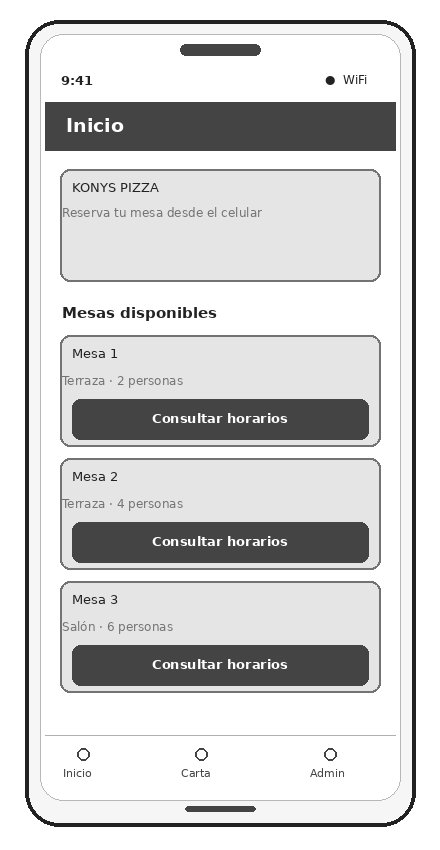 9:41
WiFi
Inicio
KONYS PIZZA
Reserva tu mesa desde el celular
Mesas disponibles
Mesa 1
Terraza · 2 personas
Consultar horarios
Mesa 2
Terraza · 4 personas
Consultar horarios
Mesa 3
Salón · 6 personas
Consultar horarios
Inicio
Carta
Admin